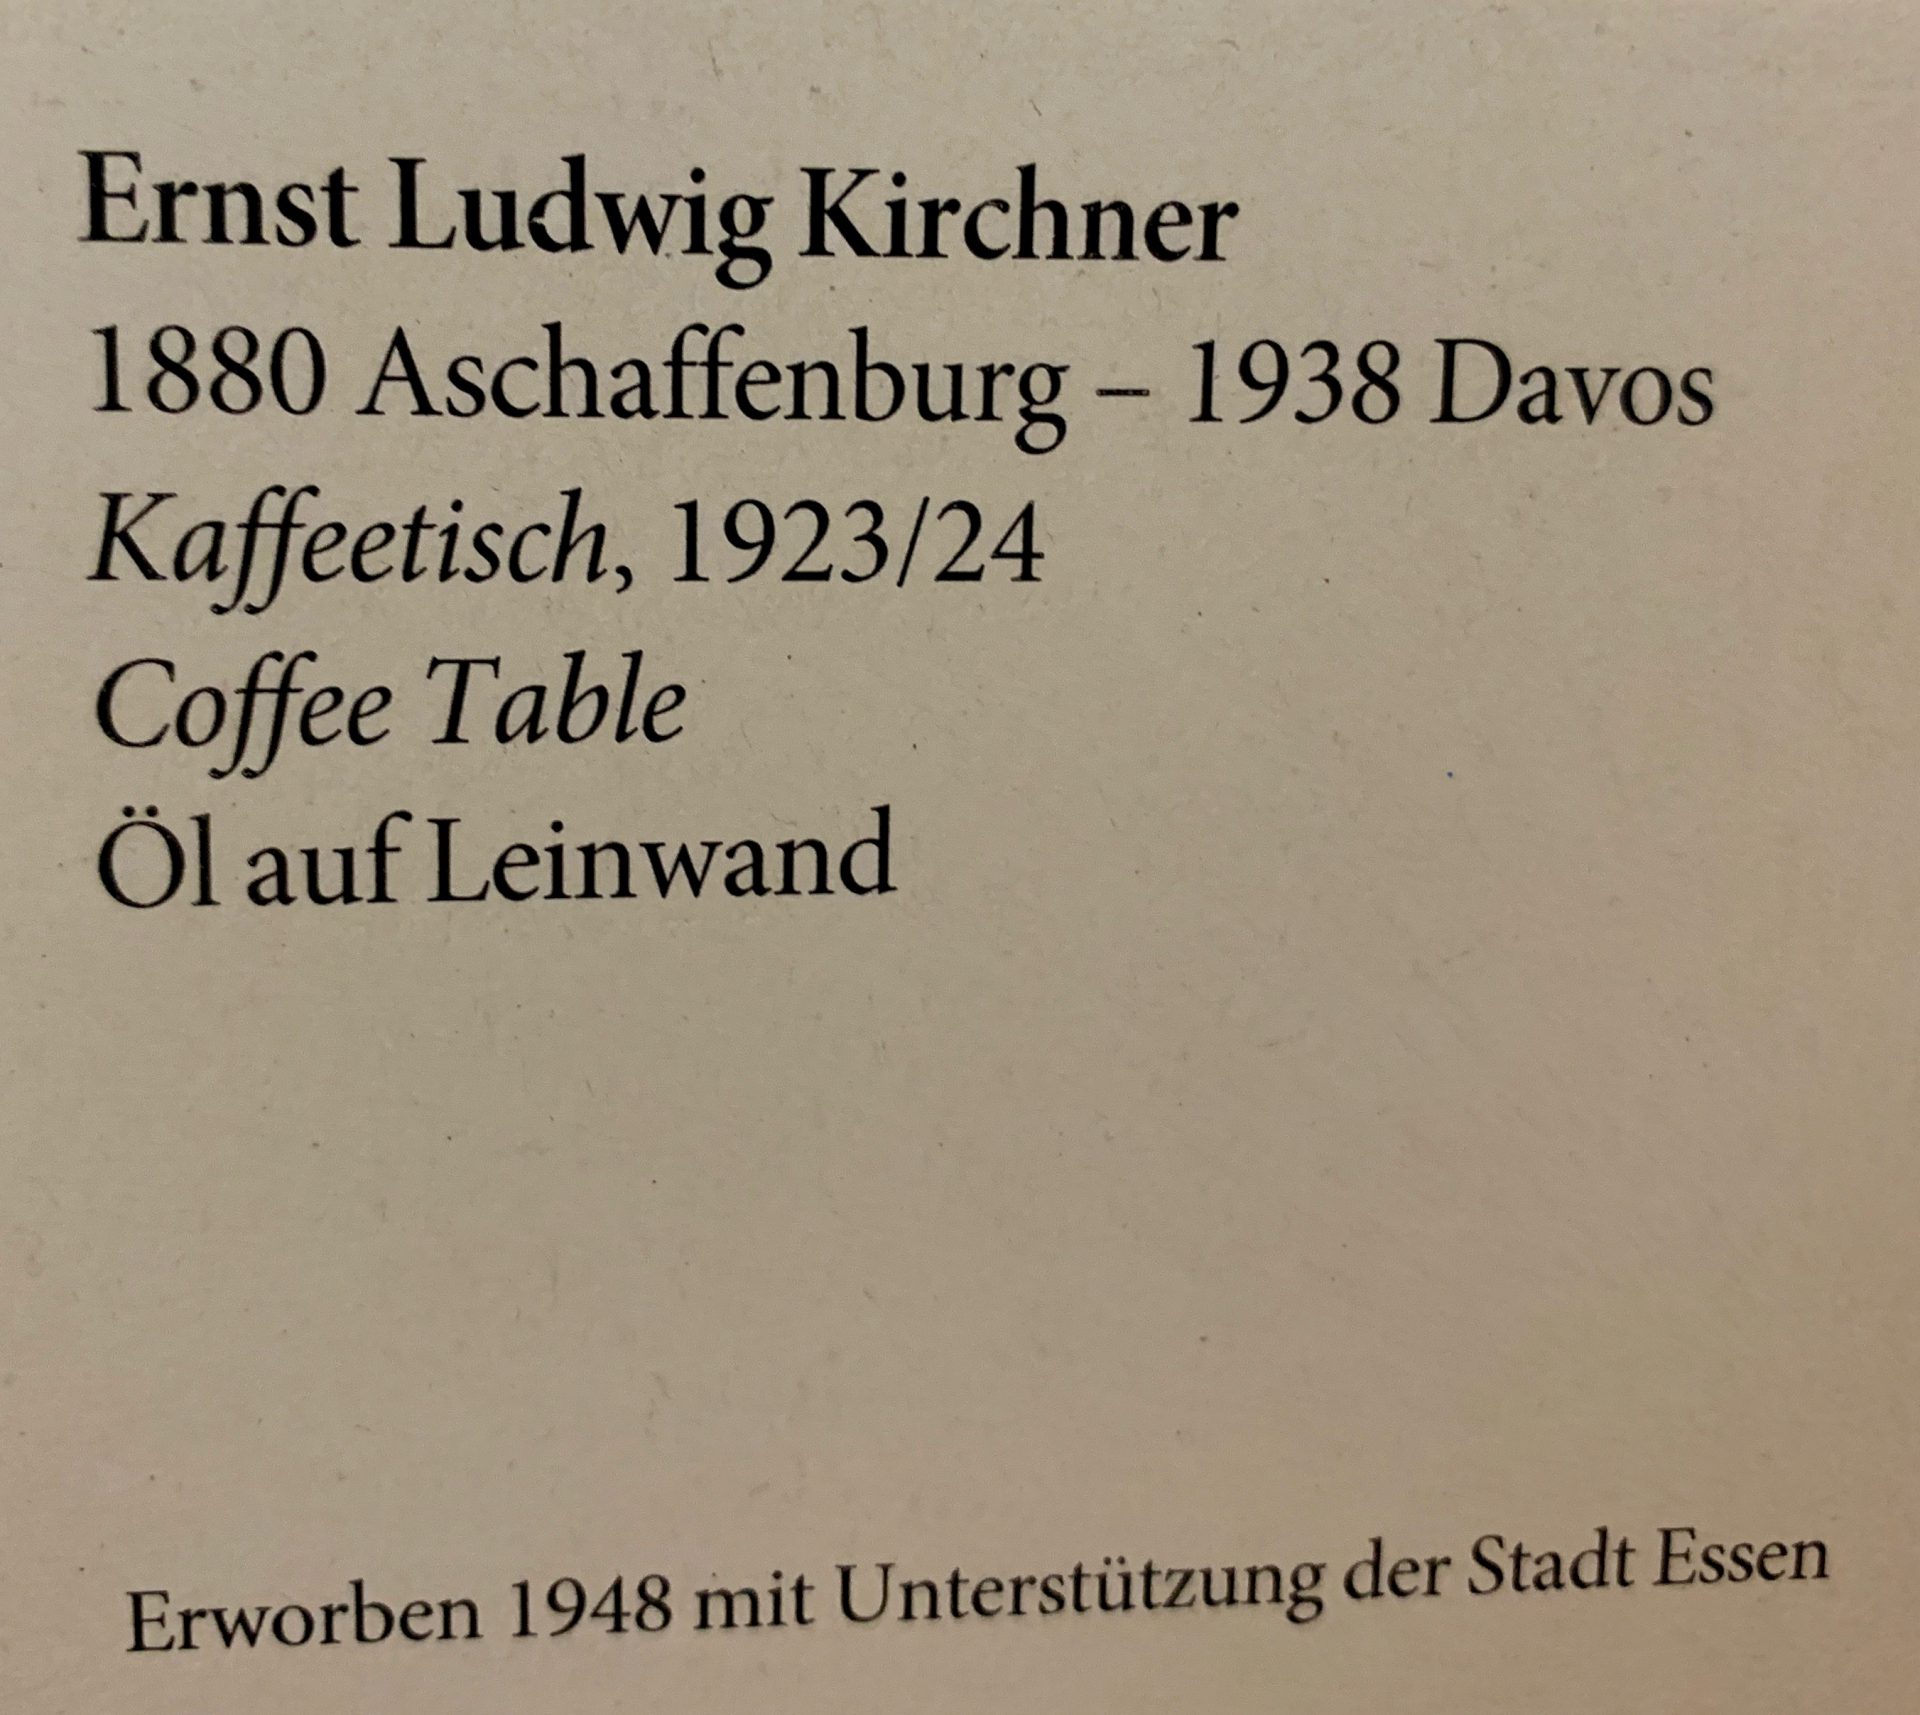 Ernst Ludwig Kirchner
1880 Aschaffenburg – 1938 Davos
Kaffeetisch, 1923/24
Coffee Table
Öl auf Leinwand
Erworben 1948 mit Unterstützung der Stadt Essen